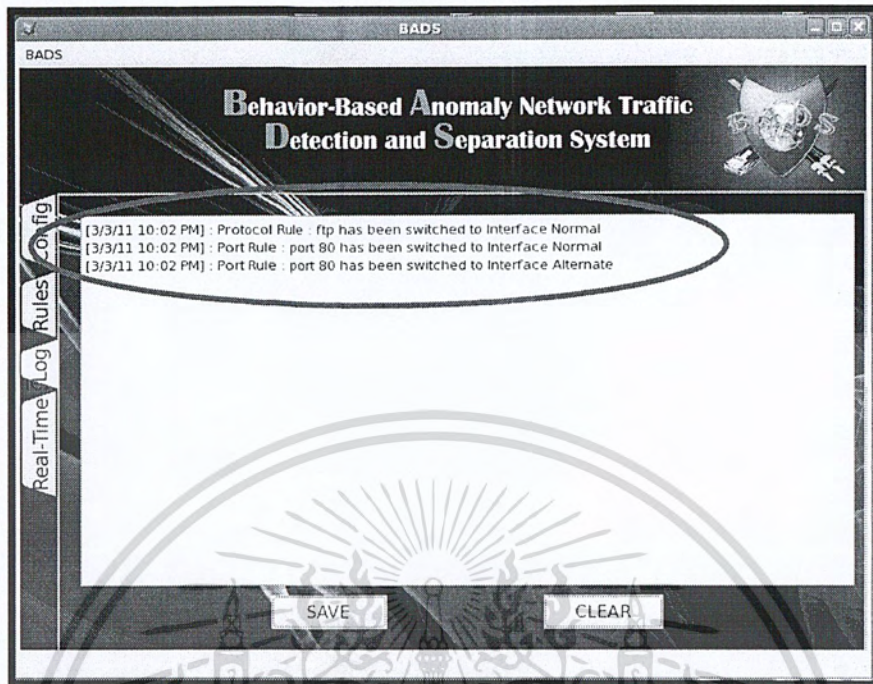 BADS
BADS
Behavior-Based Anomaly Network Traffic
Detection and Separation System
Config
Rules
Log
Real-Time
[3/3/11 10:02 PM] : Protocol Rule : ftp has been switched to Interface Normal
[3/3/11 10:02 PM] : Port Rule : port 80 has been switched to Interface Normal
[3/3/11 10:02 PM] : Port Rule : port 80 has been switched to Interface Alternate
SAVE
CLEAR